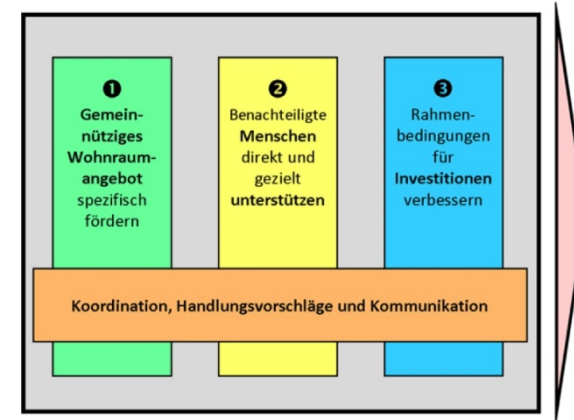 ❶
Gemein-
nütziges
Wohnraum-
angebot
spezifisch
fördern
❷
Benachteiligte
Menschen
direkt und
gezielt
unterstützen
❸
Rahmen-
bedingungen
für
Investitionen
verbessern
Koordination, Handlungsvorschläge und Kommunikation